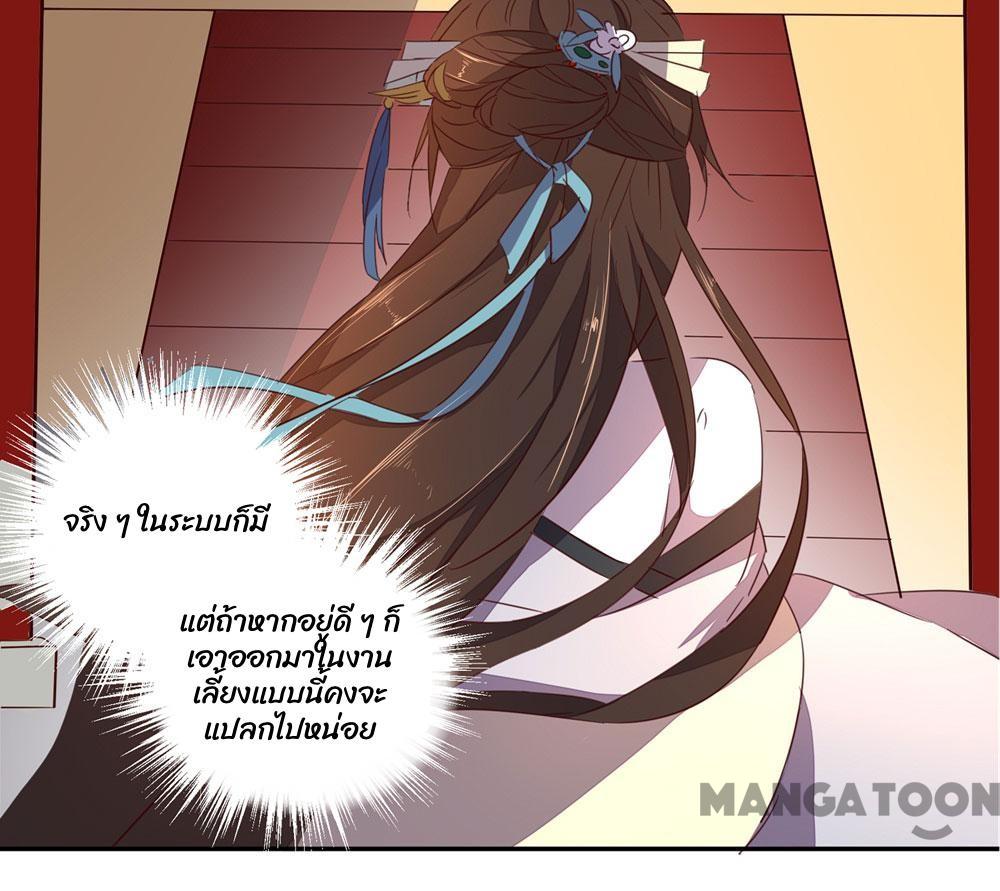 จริง ๆ ในระบบก็มี
แต่ถ้าหากอยู่ดี ๆ ก็
เอาออกมาในงาน
เลี้ยงแบบนี้คงจะ
แปลกไปหน่อย
MANGATOON